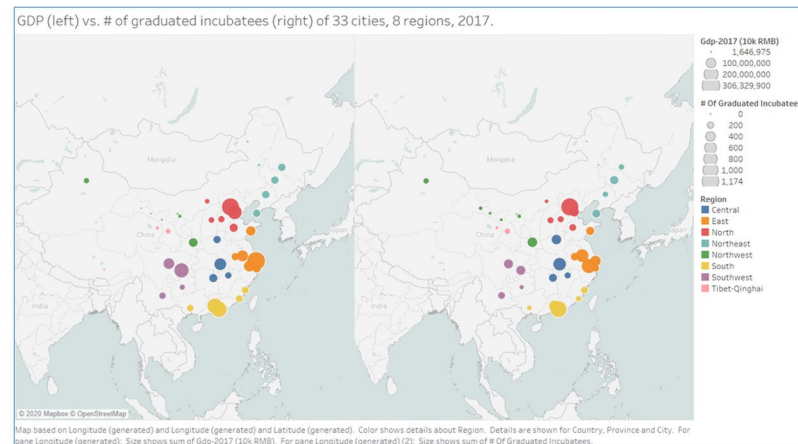 GDP (left) vs. # of graduated incubatees (right) of 33 cities, 8 regions, 2017.
Gdp-2017 (10k RMB)
1,646,975
100,000,000
200,000,000
306,329,900
# Of Graduated Incubatee
0
200
400
600
800
1,000
1,174
Region
Central
East
North
Northeast
Northwest
South
Southwest
Tibet-Qinghai
Mongolia
China
India
Mongolia
China
India
Japan
© 2020 Mapbox © OpenStreetMap
Map based on Longitude (generated) and Longitude (generated) and Latitude (generated). Color shows details about Region. Details are shown for Country, Province and City. For
pane Longitude (generated): Size shows sum of Gdp-2017 (10k RMB). For pane Longitude (generated) (2): Size shows sum of # Of Graduated Incubatees.